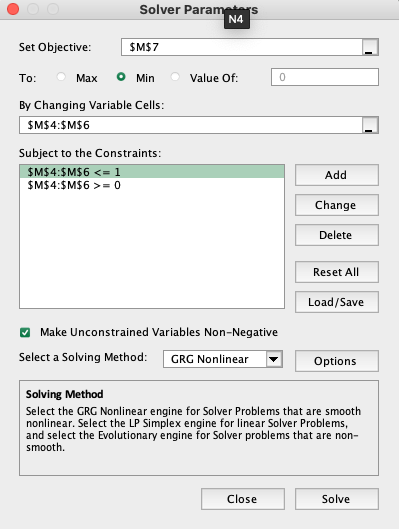 Solver Parameters
N4
Set Objective:
$M$7
To:
Max
Min
Value Of:
0
By Changing Variable Cells:
$M$4:$M$6
Subject to the Constraints:
$M$4:$M$6 <= 1
$M$4:$M$6 >= 0
Add
Change
Delete
Reset All
Load/Save
Make Unconstrained Variables Non-Negative
Select a Solving Method:
GRG Nonlinear
Options
Solving Method
Select the GRG Nonlinear engine for Solver Problems that are smooth
nonlinear. Select the LP Simplex engine for linear Solver Problems,
and select the Evolutionary engine for Solver problems that are non-
smooth.
Close
Solve